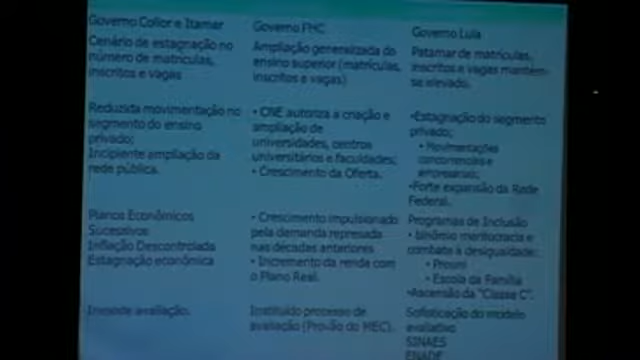 Governo Collor e Itamar
Cenário de estagnação no
número de matrículas,
inscritos e vagas
Reduzida movimentação no
segmento do ensino
privado;
Incipiente ampliação da
rede pública.
Planos Econômicos
Sucessivos
Inflação Descontrolada
Estagnação econômica
avaliação.
Governo FHC
Ampliação generalizada do
ensino superior (matrículas,
inscritos e vagas)
• CNE autoriza a criação e
ampliação de
universidades, centros
universitários e faculdades;
• Crescimento da Oferta.
• Crescimento impulsionado
pela demanda represada
nas décadas anteriores
• Incremento da renda com
o Plano Real.
Instituído processo de
avaliação (Provão do MEC).
Governo Lula
Patamar de matrículas,
inscritos e vagas mantem-
se elevado.
•Estagnação do segmento
privado;
• Movimentações
concorrenciais e
empresariais;
•Forte expansão da Rede
Federal.
Programas de Inclusão
• binômio meritocracia e
combate à desigualdade:
• Prouni
• Escola da Família
•Ascensão da "Classe C".
Sofisticação do modelo
avaliativo
SINAES
ENADE